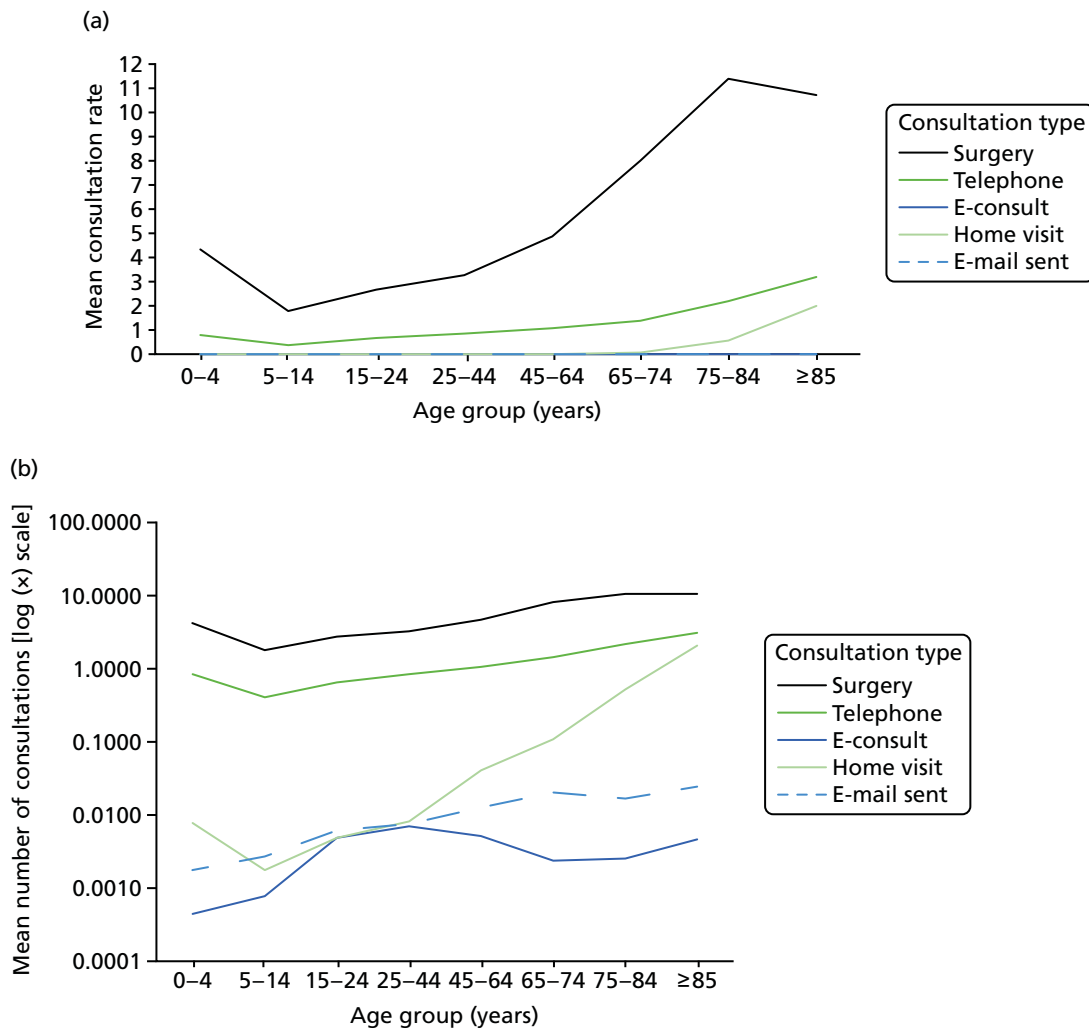 (a)
Mean consultation rate
12
11
10
9
8
7
6
5
4
3
2
1
0
0–4 5–14 15–24 25–44 45–64 65–74 75–84 ≥85
Age group (years)
Consultation type
Surgery
Telephone
E-consult
Home visit
E-mail sent
(b)
Mean number of consultations [log (×) scale)
100.0000
10.0000
1.0000
0.1000
0.0100
0.0010
0.0001
0–4 5–14 15–24 25–44 45–64 65–74 75–84 ≥85
Age group (years)
Consultation type
Surgery
Telephone
E-consult
Home visit
E-mail sent